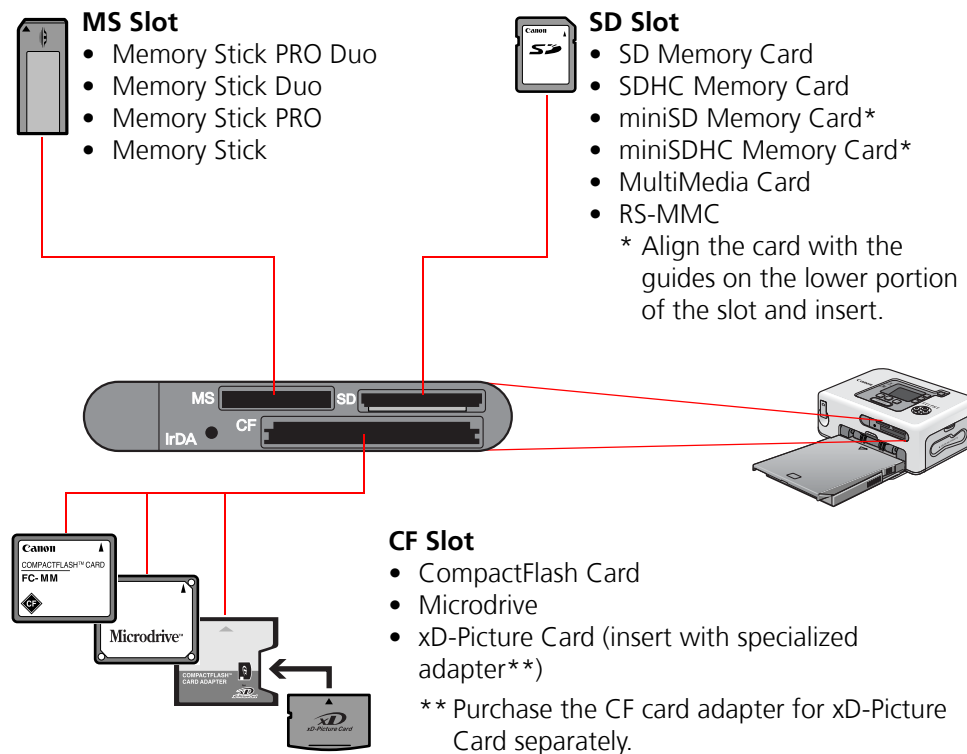 MS Slot
• Memory Stick PRO Duo
• Memory Stick Duo
• Memory Stick PRO
• Memory Stick
Canon
SD
SD Slot
• SD Memory Card
• SDHC Memory Card
• miniSD Memory Card*
• miniSDHC Memory Card*
• MultiMedia Card
• RS-MMC
* Align the card with the
guides on the lower portion
of the slot and insert.
MS
SD
IrDA
CF
Canon
Canon
COMPACTFLASH™ CARD
FC-MM
CF
Microdrive™
COMPACTFLASH™
CARD ADAPTER
xD
xD-Picture Card
CF Slot
• CompactFlash Card
• Microdrive
• xD-Picture Card (insert with specialized
adapter**)
** Purchase the CF card adapter for xD-Picture
Card separately.